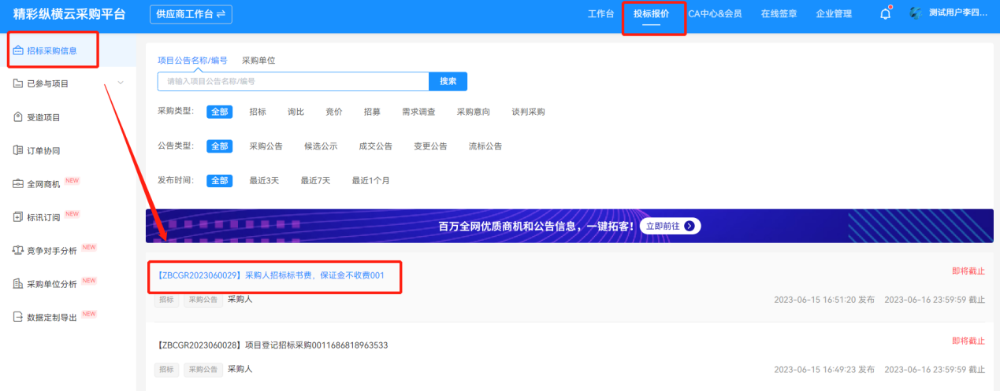 精彩纵横云采购平台 供应商工作台 工作台 投标报价 CA中心&会员 在线签章 企业管理 测试用户李四...
招标采购信息
已参与项目
受邀项目
订单协同
全网商机 NEW
标讯订阅 NEW
竞争对手分析 NEW
采购单位分析 NEW
数据定制导出 NEW
项目公告名称/编号 采购单位
请输入项目公告名称/编号 搜索
采购类型: 全部 招标 询比 竞价 招募 需求调查 采购意向 谈判采购
公告类型: 全部 采购公告 候选公示 成交公告 变更公告 流标公告
发布时间: 全部 最近3天 最近7天 最近1个月
百万全网优质商机和公告信息，一键拓客！ 立即前往
【ZBCGR2023060029】采购人招标标书费，保证金不收费001 即将截止
招标 采购公告 采购人 2023-06-15 16:51:20 发布 2023-06-16 23:59:59 截止
【ZBCGR2023060028】项目登记招标采购0011686818963533 即将截止
招标 采购公告 采购人 2023-06-15 16:49:23 发布 2023-06-16 23:59:59 截止